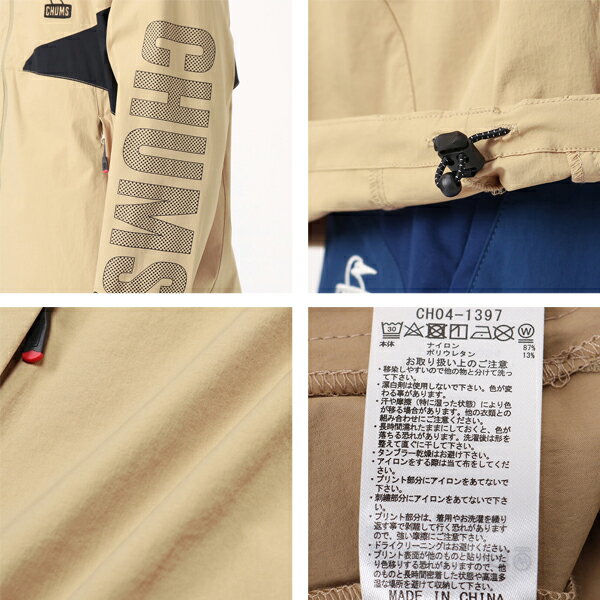 CHUMS
CHUMS
CH04-1397
30
W
本体 ナイロン 87%
ポリウレタン 13%
お取り扱い上のご注意
・移染しやすいので他の物と分けて洗っ
て下さい。
・漂白剤は使用しないで下さい。色が変
わる事があります。
・汗や摩擦（特に湿った状態）により色
が移る場合があります。他の衣類との
組み合わせにご注意下さい。
・長時間濡れたままにしておくと、色が
落ちる恐れがあります。洗濯後は形を
整えて直ぐに干して下さい。
・タンブラー乾燥はお避け下さい。
・アイロンをする際は当て布をしてくだ
さい。
・プリント部分にアイロンをあてないで
下さい。
・刺繍部分にアイロンをあてないで下さ
い。
・プリント部分は、着用やお洗濯を繰り
返す事で剥離して行く恐れがあります
ので、強い摩擦にご注意下さい。
・ドライクリーニングはお避け下さい。
・プリント表面が他のものと貼り付いた
り色移りする恐れがあります。濡れたまま
他のものと長時間密着した状態や高温多
湿な場所での保管は避けてください。
MADE IN CHINA